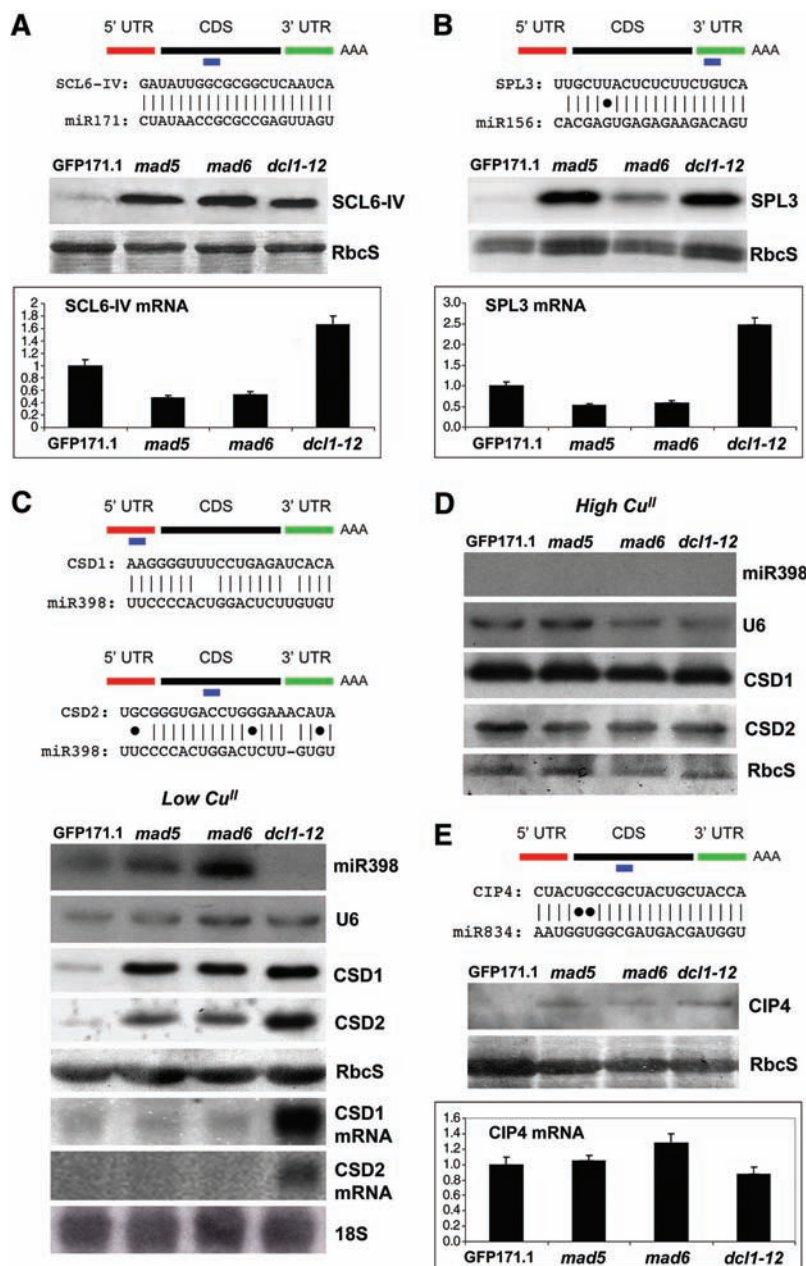 A
5' UTR CDS 3' UTR
AAA
SCL6-IV: GAUAUUGGCGCGGCUCAAUCA
miR171: CUAUAACCGCGCCGAGUUAGU
GFP171.1 mad5 mad6 dcl1-12
SCL6-IV
RbcS
SCL6-IV mRNA
2
1.8
1.6
1.4
1.2
1
0.8
0.6
0.4
0.2
0
GFP171.1 mad5 mad6 dcl1-12
B
5' UTR CDS 3' UTR
AAA
SPL3: UUGCUUACUCUCUUCUGUCA
miR156: CACGAGUGAGAGAAGACAGU
GFP171.1 mad5 mad6 dcl1-12
SPL3
RbcS
SPL3 mRNA
3.0
2.5
2.0
1.5
1.0
0.5
0
GFP171.1 mad5 mad6 dcl1-12
C
5' UTR CDS 3' UTR
AAA
CSD1: AAGGGGUUUCCUGAGAUCACA
miR398: UUCCCCACUGGACUCUUGUGU
5' UTR CDS 3' UTR
AAA
CSD2: UGCGGGUGACCUGGGAAACAUA
miR398: UUCCCCACUGGACUCUU-GUGU
Low Cuᴵᴵ
GFP171.1 mad5 mad6 dcl1-12
miR398
U6
CSD1
CSD2
RbcS
CSD1 mRNA
CSD2 mRNA
18S
D
High Cuᴵᴵ
GFP171.1 mad5 mad6 dcl1-12
miR398
U6
CSD1
CSD2
RbcS
E
5' UTR CDS 3' UTR
AAA
CIP4: CUACUGCCGCUACUGCUACCA
miR834: AAUGGUGGCGAUGACGAUGGU
GFP171.1 mad5 mad6 dcl1-12
CIP4
RbcS
CIP4 mRNA
1.6
1.4
1.2
1.0
0.8
0.6
0.4
0.2
0.0
GFP171.1 mad5 mad6 dcl1-12